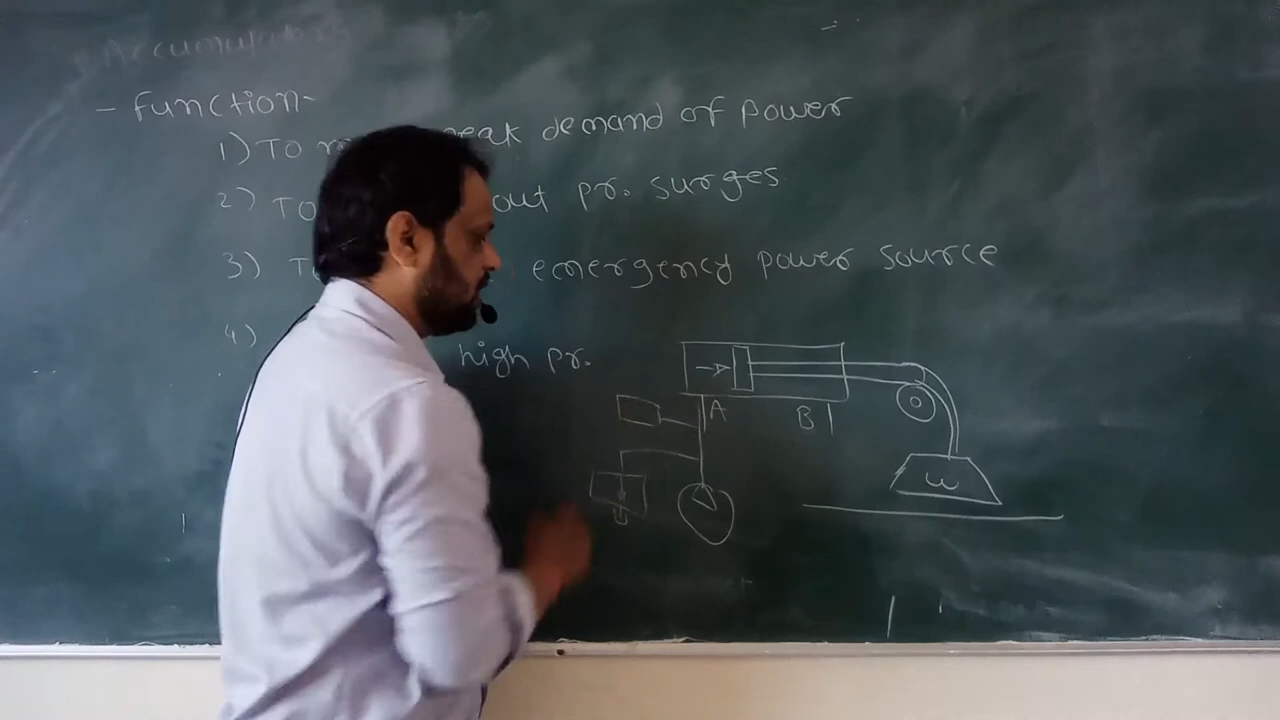 Accumulators
- Function-
1) To peak demand of power
2) To out pr. surges
3) emergency power source
4) high pr.
A
B
W